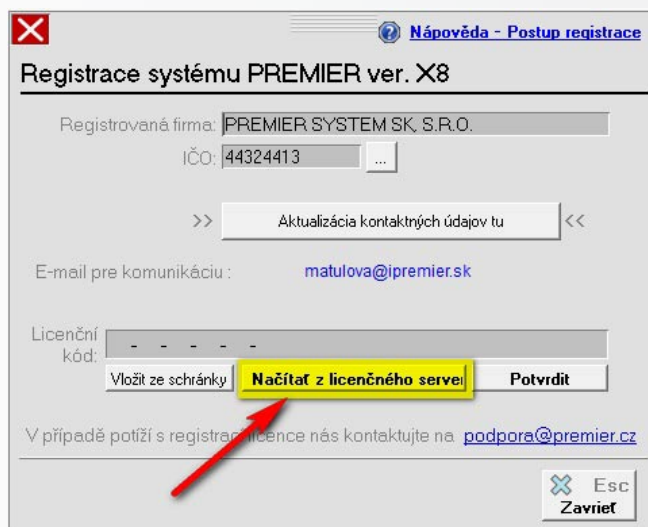 Nápověda - Postup registrace
Registrace systému PREMIER ver. X8
Registrovaná firma: PREMIER SYSTEM SK, S.R.O.
IČO: 44324413 ...
>> Aktualizácia kontaktných údajov tu <<
E-mail pre komunikáciu : matulova@ipremier.sk
Licenční
kód: - - - - -
Vložit ze schránky Načítať z licenčného serve Potvrdit
V případě potíží s registrací licence nás kontaktujte na podpora@premier.cz
Esc
Zavrieť